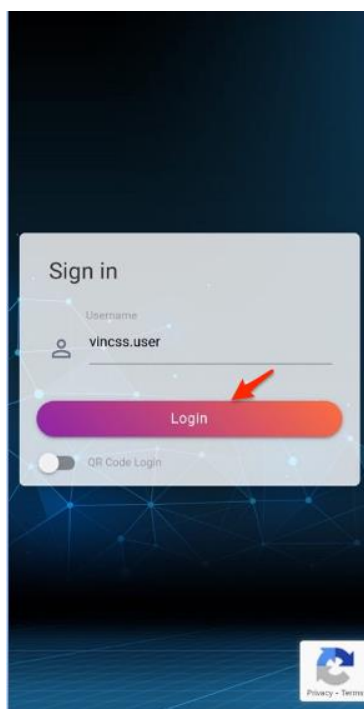 Sign in
Username
vincss.user
Login
QR Code Login
Privacy - Terms